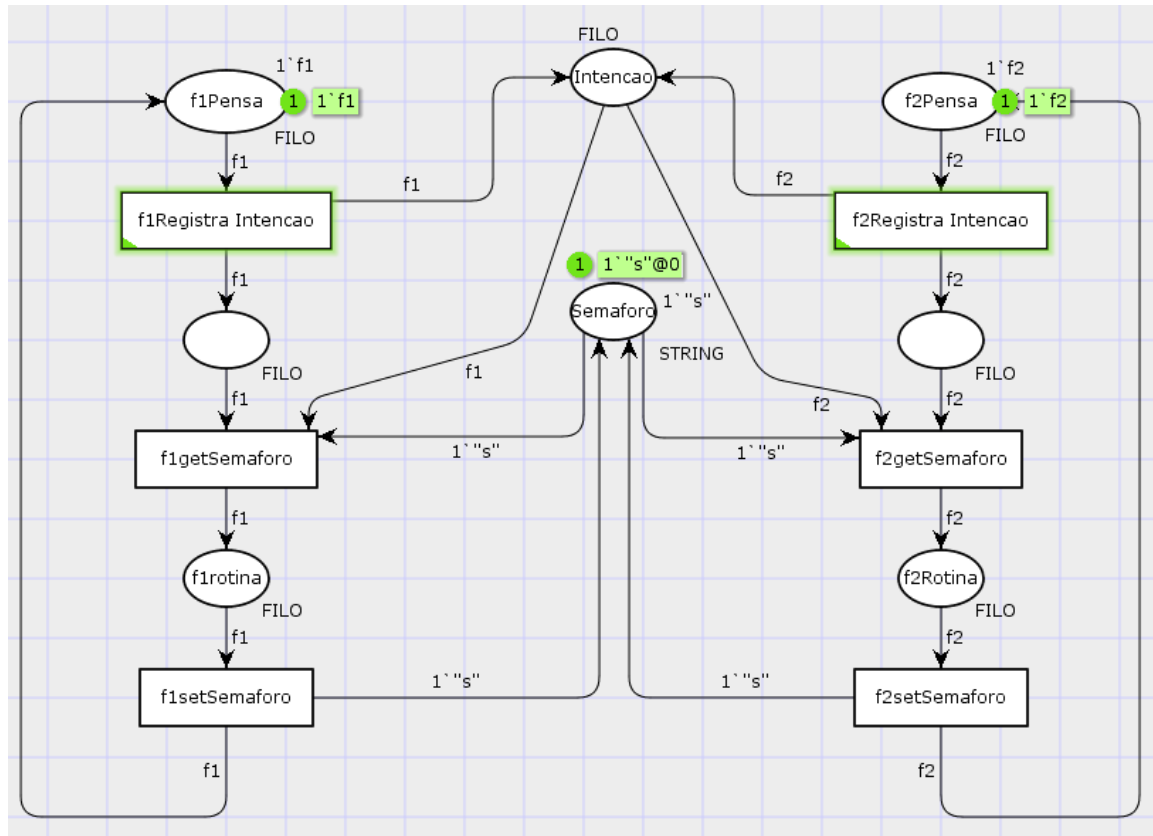 FILO
Intencao
1`f1
f1Pensa
1 1`f1
FILO
1`f2
f2Pensa
1 1`f2
FILO
f1
f1
f2
f2
f1Registra Intencao
f2Registra Intencao
f1
f2
1 1`"s"@0
Semaforo
1`"s"
STRING
FILO
FILO
f1
f1
f2
f2
f1getSemaforo
1`"s"
1`"s"
f2getSemaforo
f1
f2
f1rotina
f2Rotina
FILO
FILO
f1
f2
f1setSemaforo
1`"s"
1`"s"
f2setSemaforo
f1
f2